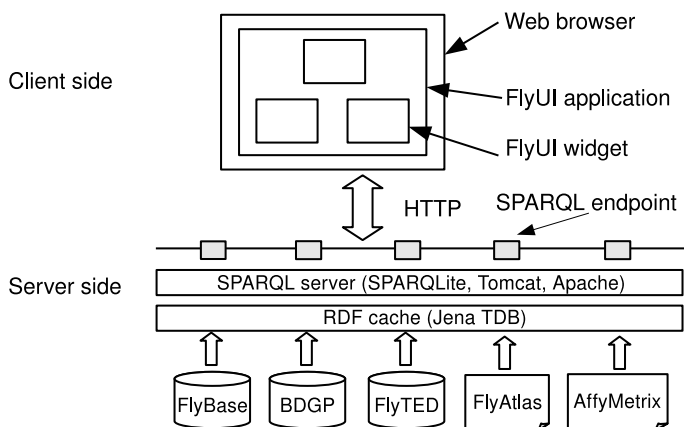 Web browser
Client side
FlyUI application
FlyUI widget
SPARQL endpoint
HTTP
Server side
SPARQL server (SPARQLite, Tomcat, Apache)
RDF cache (Jena TDB)
FlyBase BDGP FlyTED FlyAtlas AffyMetrix